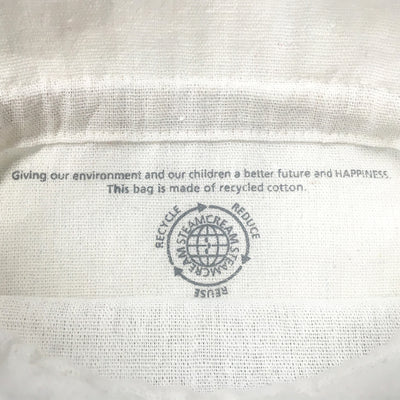 Giving our environment and our children a better future and HAPPINESS.
This bag is made of recycled cotton.
RECYCLE
REDUCE
STEAMCREAM STEAMCREAM
REUSE